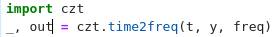 import czt
_, out = czt.time2freq(t, y, freq)